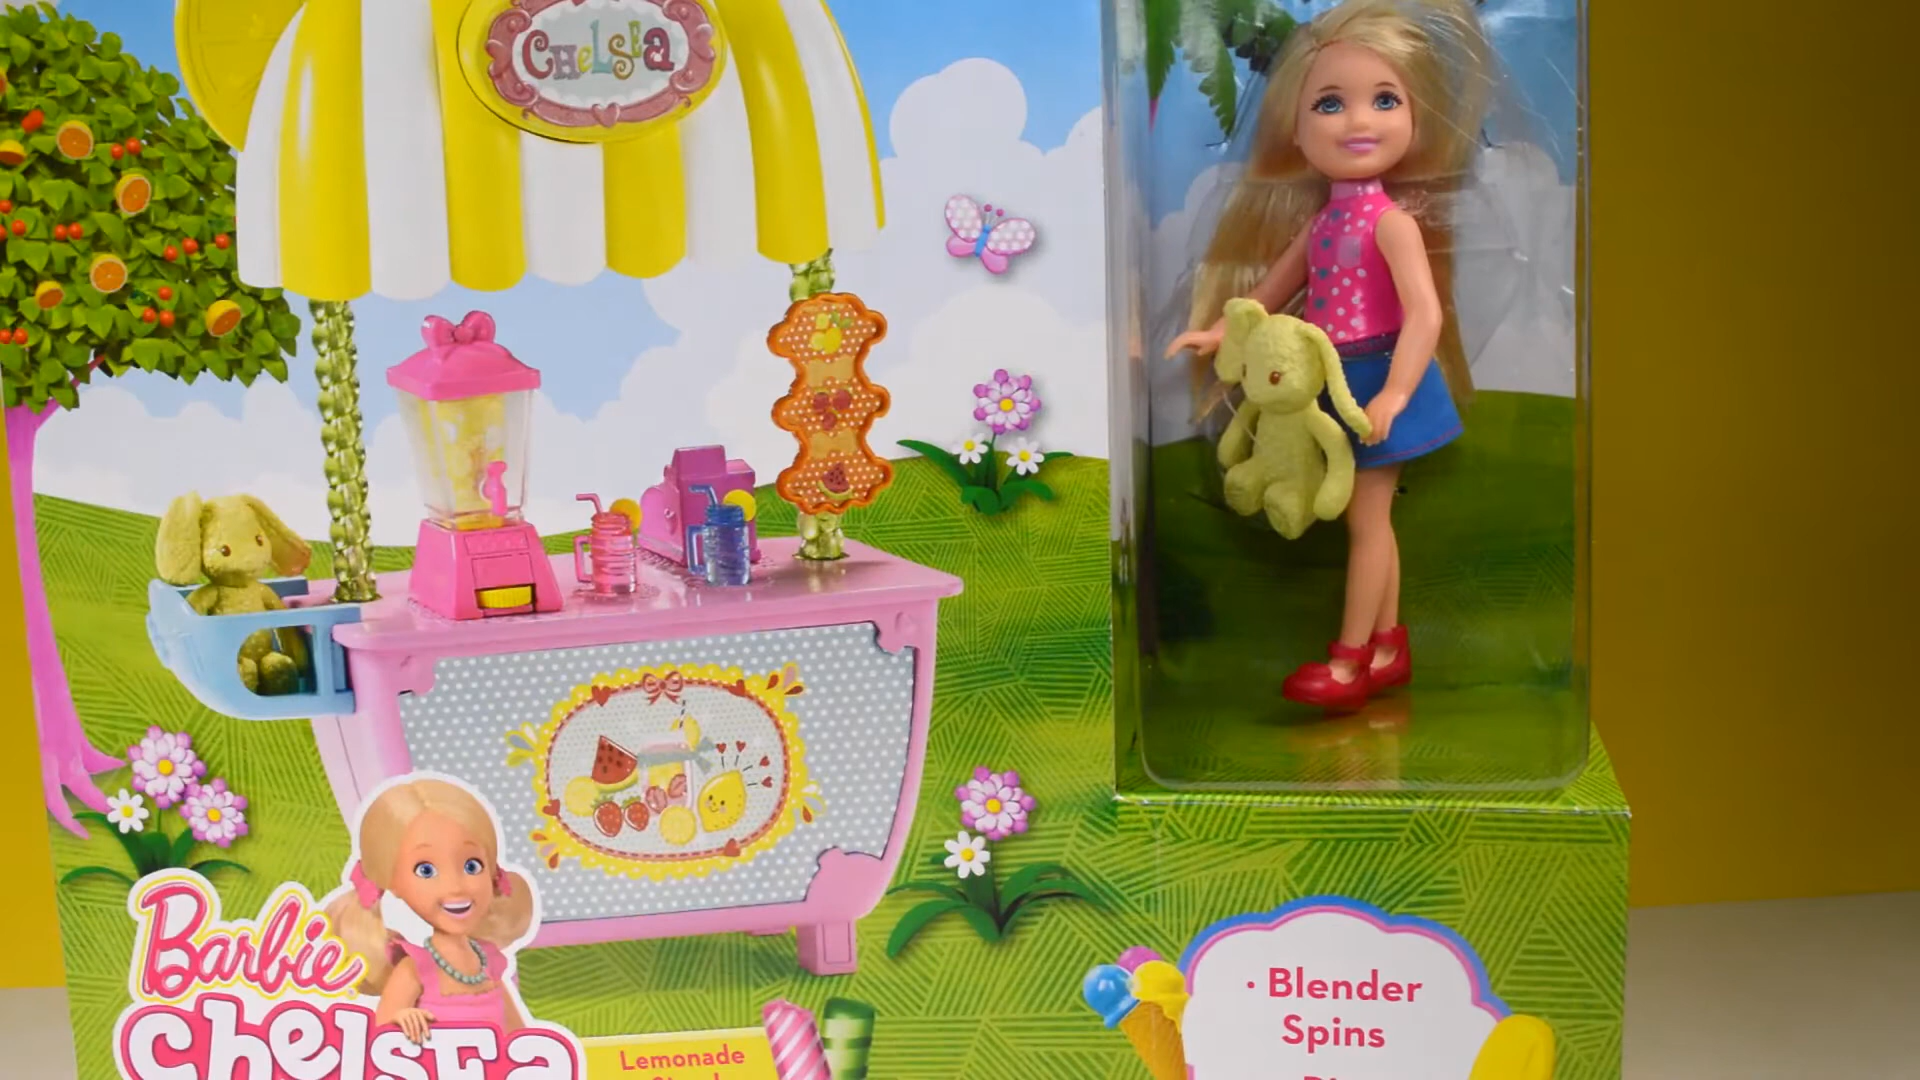 CHeLSEa
Barbie
chelsea
Lemonade
· Blender
Spins